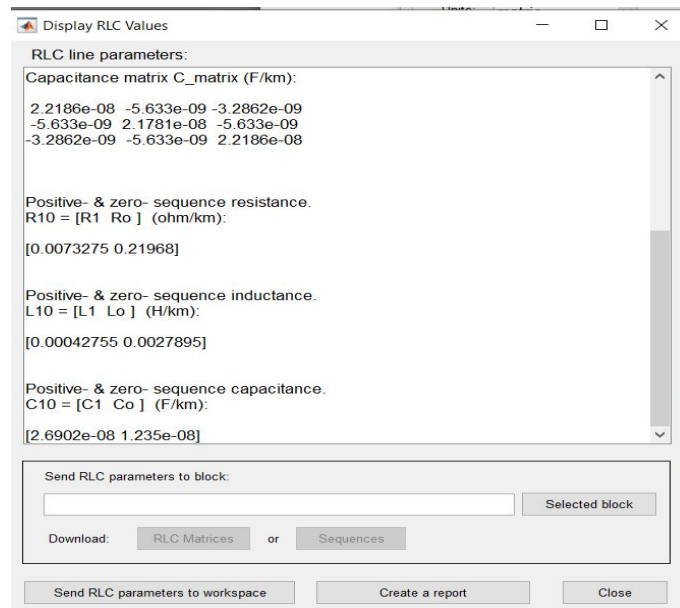 Display RLC Values
RLC line parameters:
Capacitance matrix C_matrix (F/km):
2.2186e-08 -5.633e-09 -3.2862e-09
-5.633e-09 2.1781e-08 -5.633e-09
-3.2862e-09 -5.633e-09 2.2186e-08
Positive- & zero- sequence resistance.
R10 = [R1 Ro ] (ohm/km):
[0.0073275 0.21968]
Positive- & zero- sequence inductance.
L10 = [L1 Lo ] (H/km):
[0.00042755 0.0027895]
Positive- & zero- sequence capacitance.
C10 = [C1 Co ] (F/km):
[2.6902e-08 1.235e-08]
Send RLC parameters to block:
Selected block
Download: RLC Matrices or Sequences
Send RLC parameters to workspace Create a report Close